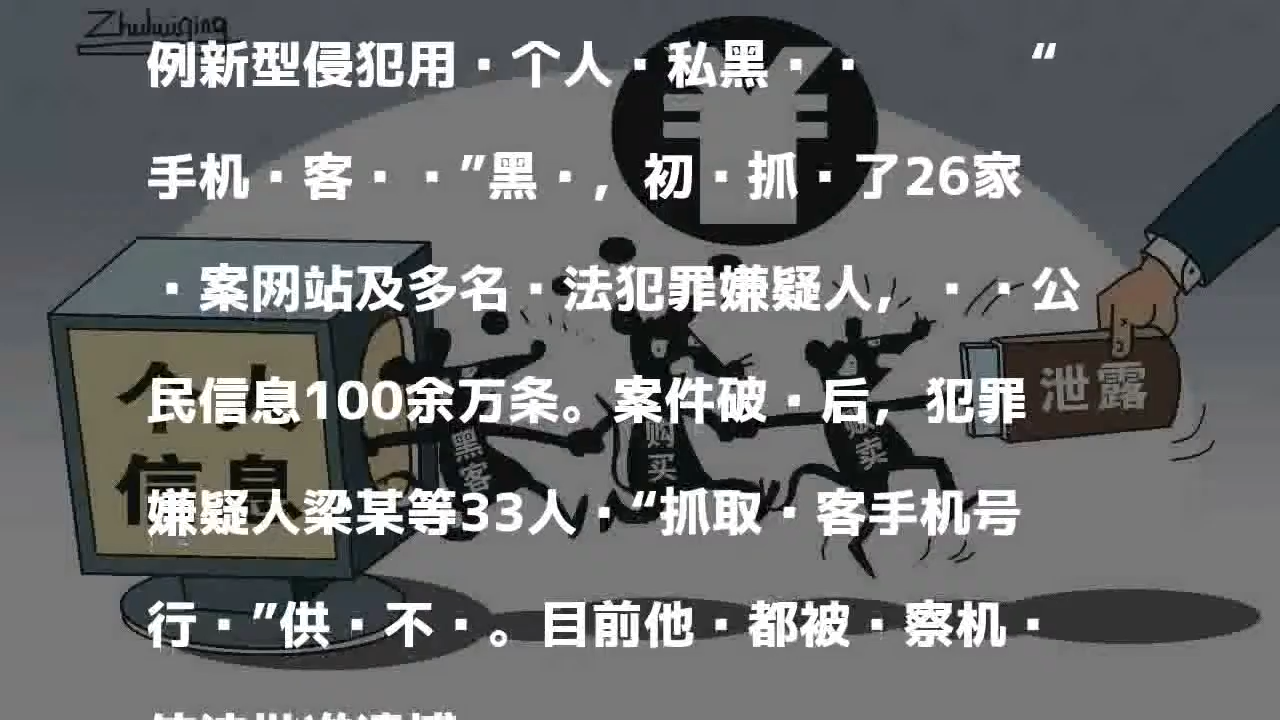 Zhuhuiqing
例新型侵犯用·个人·私黑·· “
手机·客··”黑·，初·抓·了26家
·案网站及多名·法犯罪嫌疑人，··公
民信息100余万条。案件破·后，犯罪
嫌疑人梁某等33人·“抓取·客手机号
行·”供·不·。目前他·都被·察机·
个人
信息
黑客
购买
贩卖
泄露